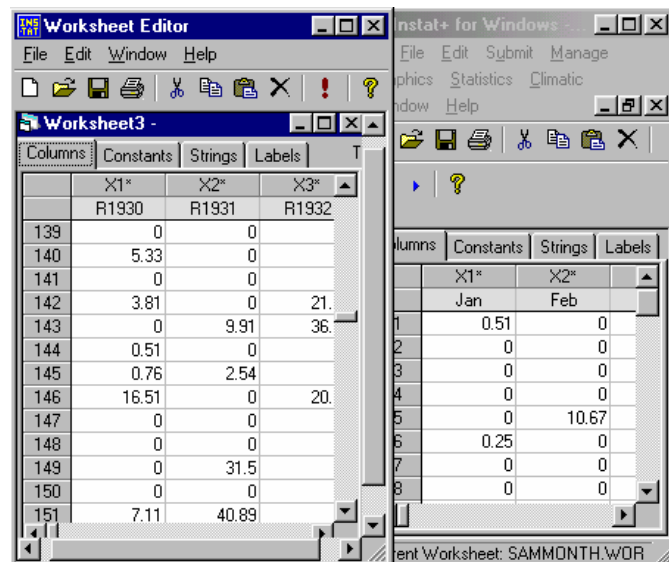 INS TAT Worksheet Editor
File Edit Window Help
Worksheet3 -
Columns Constants Strings Labels T
X1* X2* X3*
R1930 R1931 R1932
139 0 0
140 5.33 0
141 0 0
142 3.81 0 21.
143 0 9.91 36.
144 0.51 0
145 0.76 2.54
146 16.51 0 20.
147 0 0
148 0 0
149 0 31.5
150 0 0
151 7.11 40.89
Instat+ for Windows -...
File Edit Submit Manage
phics Statistics Climatic
ndow Help
lumns Constants Strings Labels
X1* X2*
Jan Feb
1 0.51 0
2 0 0
3 0 0
4 0 0
5 0 10.67
6 0.25 0
7 0 0
8 0 0
rent Worksheet: SAMMONTH.WOR